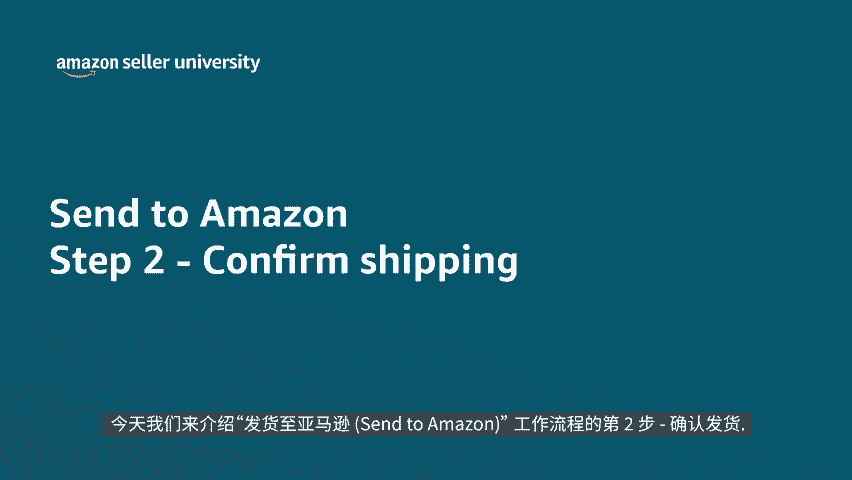 amazon seller university
Send to Amazon
Step 2 - Confirm shipping
今天我们来介绍“发货至亚马逊 (Send to Amazon)” 工作流程的第 2 步 - 确认发货.